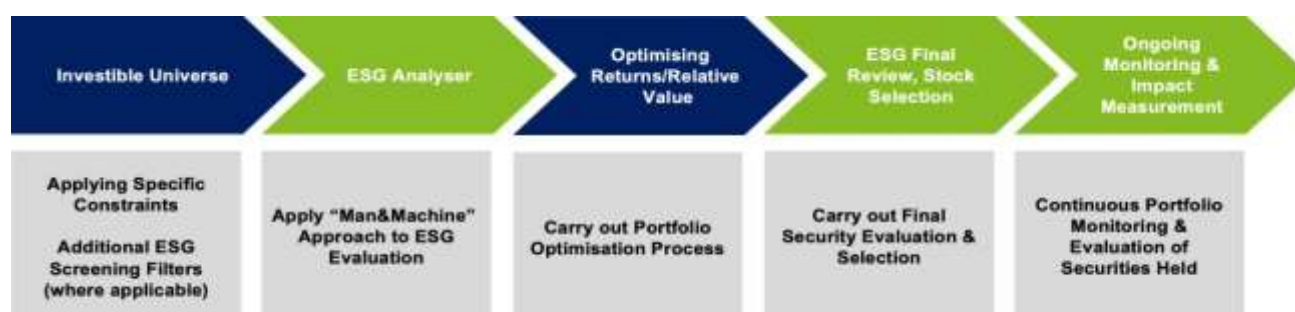 Investible Universe
ESG Analyser
Optimising
Returns/Relative
Value
ESG Final
Review, Stock
Selection
Ongoing
Monitoring &
Impact
Measurement
Applying Specific
Constraints
Additional ESG
Screening Filters
(where applicable)
Apply “Man&Machine”
Approach to ESG
Evaluation
Carry out Portfolio
Optimisation Process
Carry out Final
Security Evaluation &
Selection
Continuous Portfolio
Monitoring &
Evaluation of
Securities Held